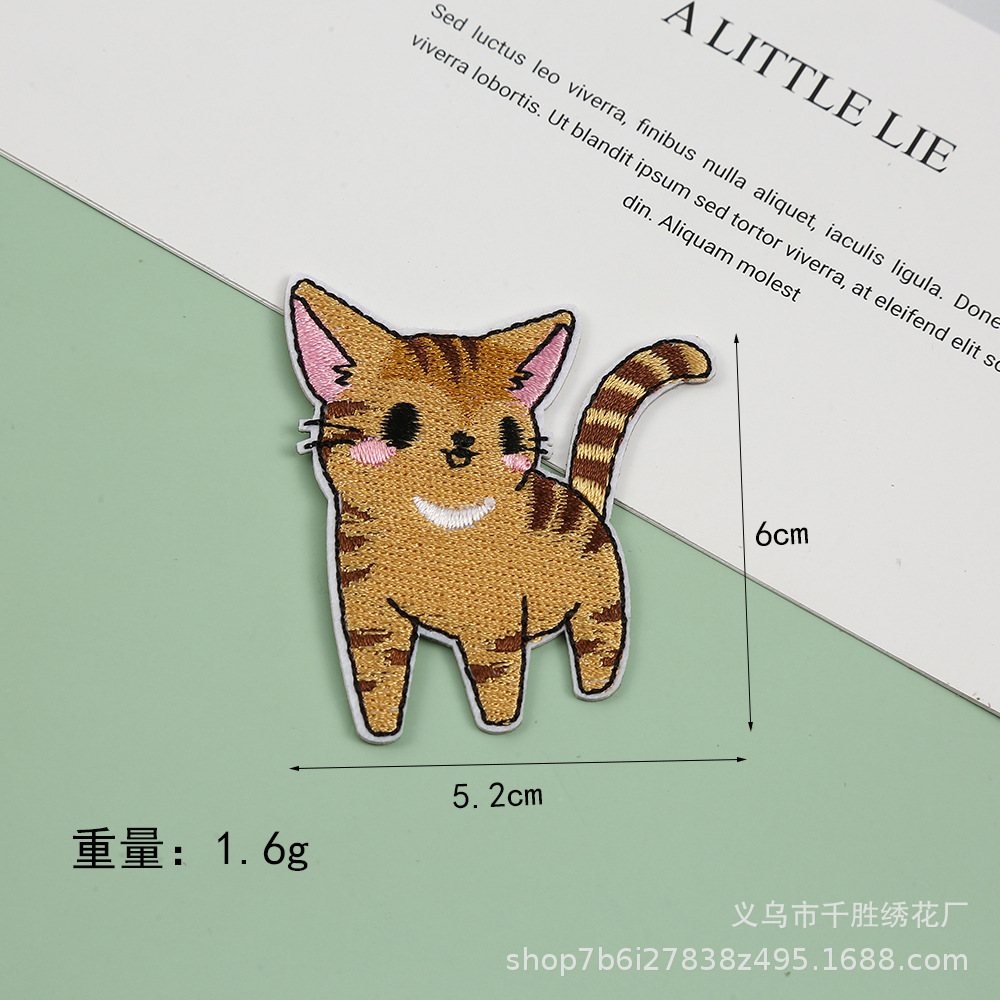 A LITTLE LIE
Sed luctus leo viverra, finibus nulla aliquet, iaculis ligula. Done
viverra lobortis. Ut blandit ipsum sed tortor viverra, at eleifend elit
din. Aliquam molest
6cm
5.2cm
重量：1.6g
义乌市千胜绣花厂
shop7b6i27838z495.1688.com